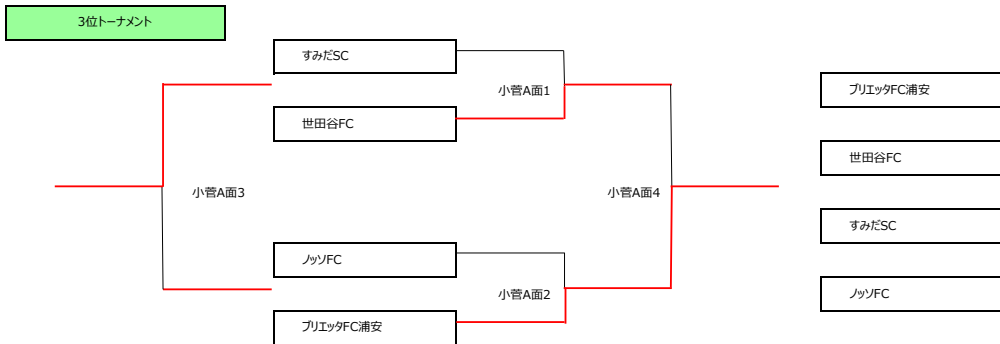 3位トーナメント
すみだSC
小菅A面1
世田谷FC
小菅A面3
小菅A面4
ノッソFC
小菅A面2
ブリエッタFC浦安
ブリエッタFC浦安
世田谷FC
すみだSC
ノッソFC